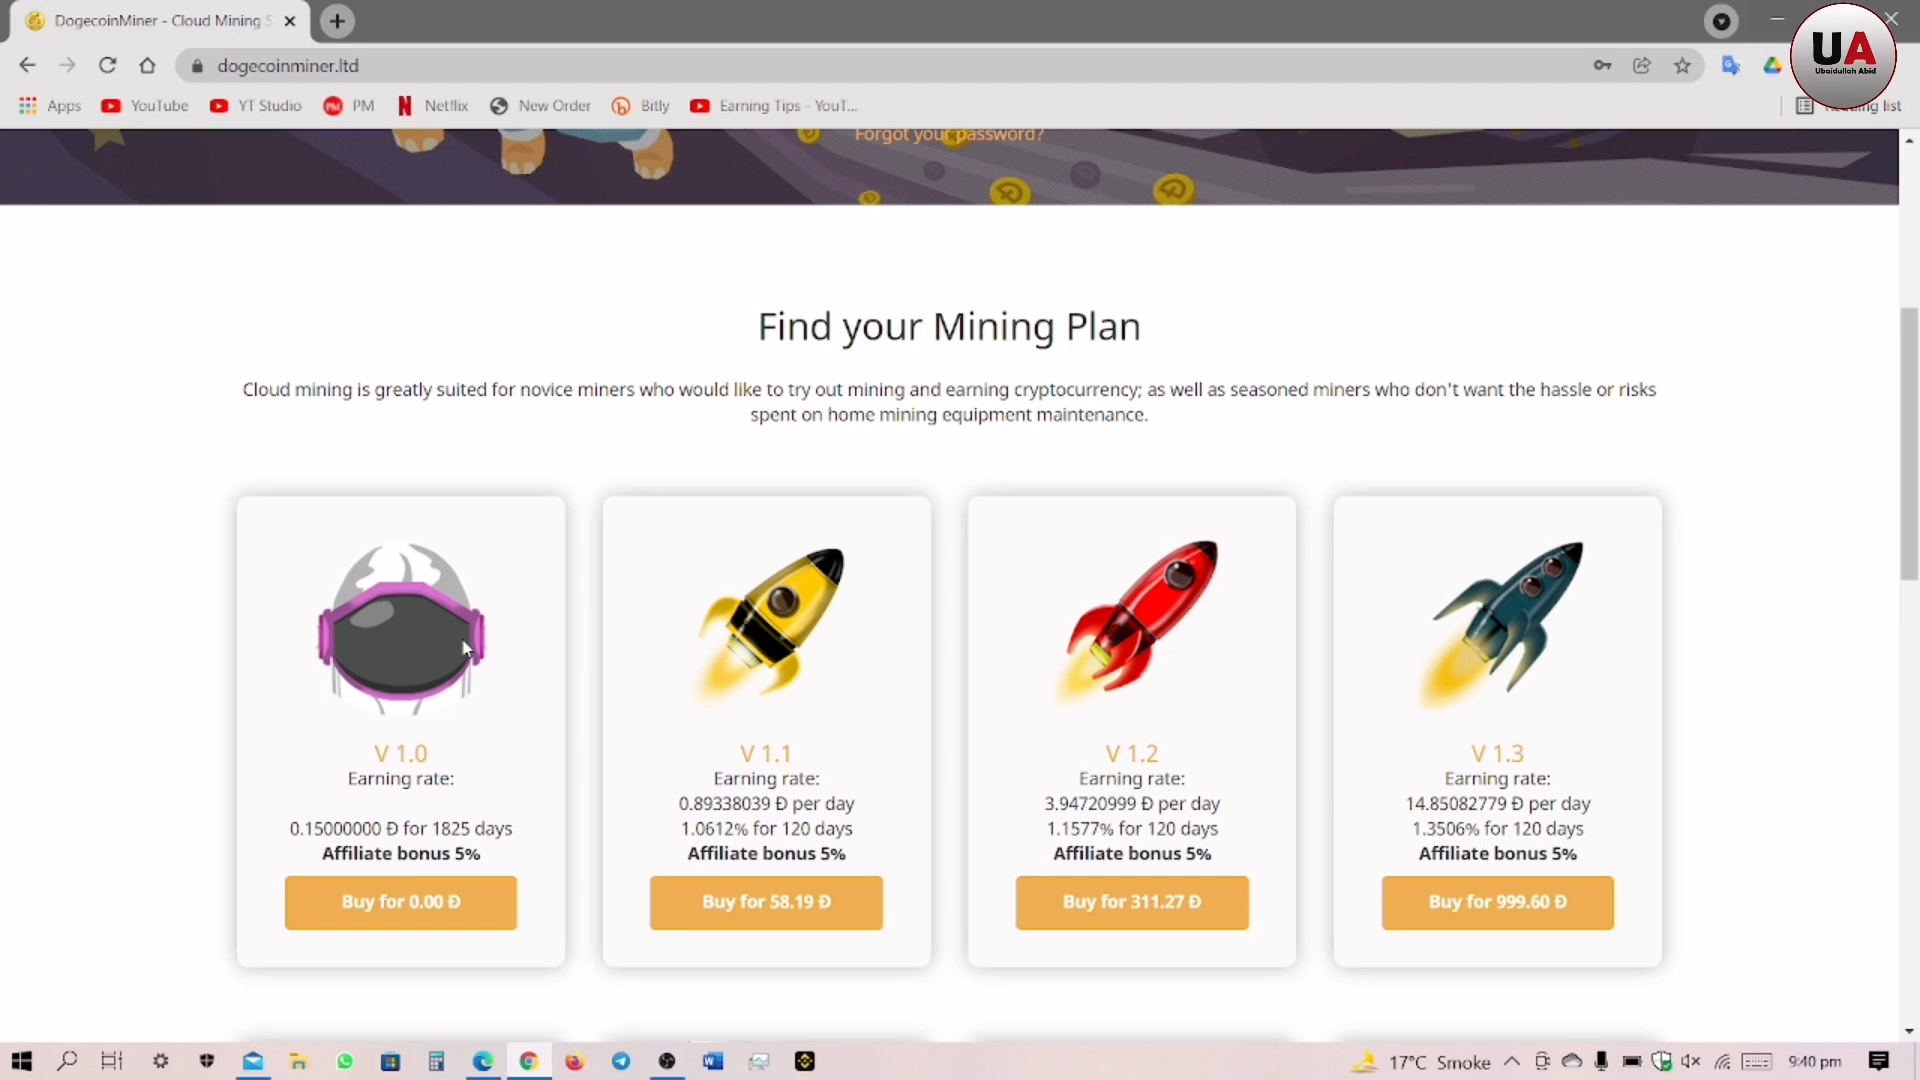 DogecoinMiner - Cloud Mining S
UA
Ubaidullah Abid
dogecoinminer.ltd
Apps YouTube YT Studio PM PM Netflix New Order Bitly Earning Tips - YouT... list
Forgot your password?
Find your Mining Plan
Cloud mining is greatly suited for novice miners who would like to try out mining and earning cryptocurrency; as well as seasoned miners who don't want the hassle or risks
spent on home mining equipment maintenance.
V 1.0
Earning rate:
0.15000000 Đ for 1825 days
Affiliate bonus 5%
Buy for 0.00 Đ
V 1.1
Earning rate:
0.89338039 Đ per day
1.0612% for 120 days
Affiliate bonus 5%
Buy for 58.19 Đ
V 1.2
Earning rate:
3.94720999 Đ per day
1.1577% for 120 days
Affiliate bonus 5%
Buy for 311.27 Đ
V 1.3
Earning rate:
14.85082779 Đ per day
1.3506% for 120 days
Affiliate bonus 5%
Buy for 999.60 Đ
17°C Smoke 9:40 pm